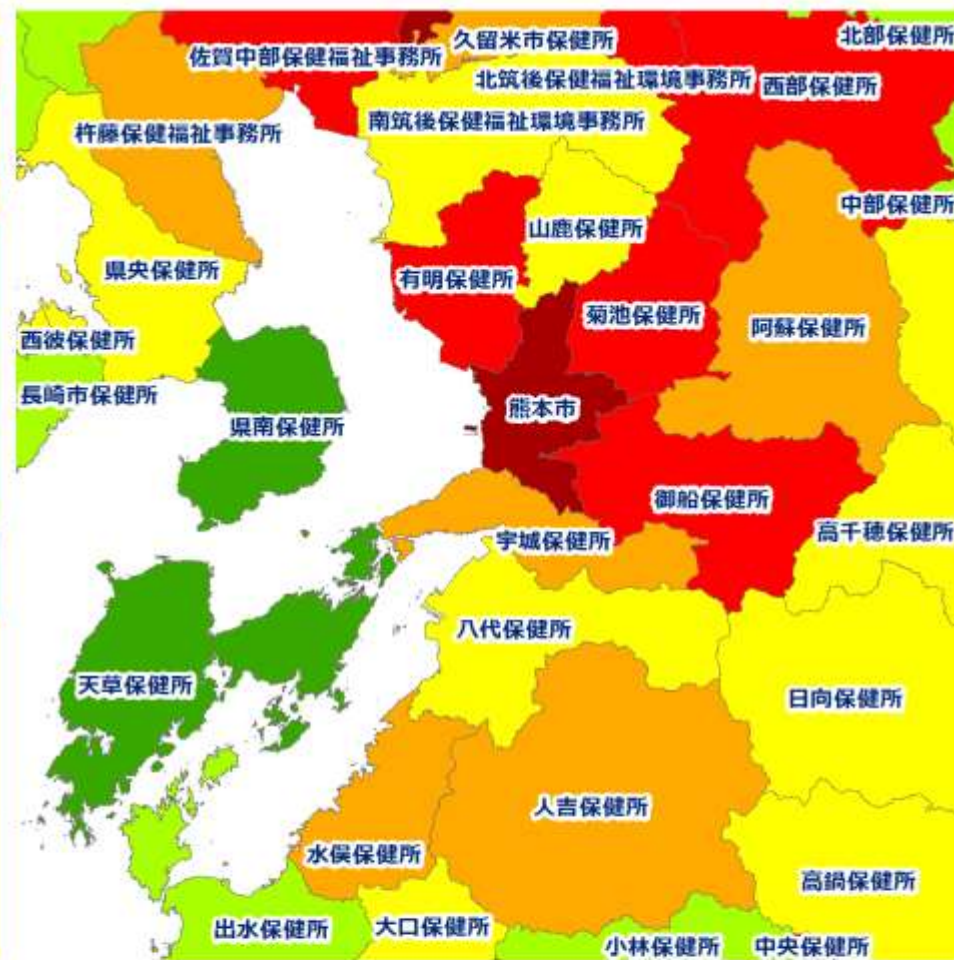 北部保健所
久留米市保健所
佐賀中部保健福祉事務所
北筑後保健福祉環境事務所
西部保健所
南筑後保健福祉環境事務所
杵藤保健福祉事務所
中部保健所
山鹿保健所
県央保健所
有明保健所
菊池保健所
阿蘇保健所
西彼保健所
長崎市保健所
熊本市
県南保健所
御船保健所
高千穂保健所
宇城保健所
八代保健所
天草保健所
日向保健所
人吉保健所
水俣保健所
高鍋保健所
出水保健所
大口保健所
小林保健所
中央保健所